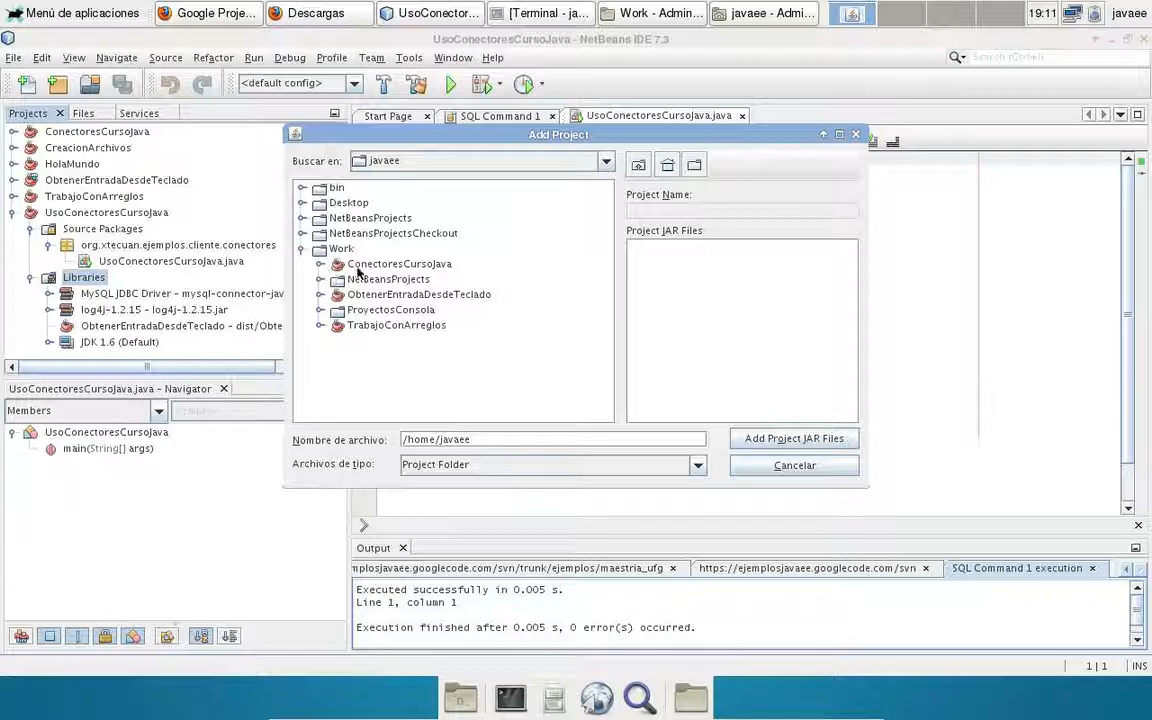 Menú de aplicaciones
Google Proje...
Descargas
UsoConector...
[Terminal - ja...
Work - Admin...
javaee - Admi...
19:11
javaee
UsoConectoresCursoJava - NetBeans IDE 7.3
File Edit View Navigate Source Refactor Run Debug Profile Team Tools Window Help
Search (Ctrl+I)
<default config>
Projects Files Services
Start Page SQL Command 1 UsoConectoresCursoJava.java
ConectoresCursoJava
CreacionArchivos
HolaMundo
ObtenerEntradaDesdeTeclado
TrabajoConArreglos
UsoConectoresCursoJava
Source Packages
org.xtecuan.ejemplos.cliente.conectores
UsoConectoresCursoJava.java
Libraries
MySQL JDBC Driver - mysql-connector-jav
log4j-1.2.15 - log4j-1.2.15.jar
ObtenerEntradaDesdeTeclado - dist/Obte
JDK 1.6 (Default)
Add Project
Buscar en: javaee
bin
Desktop
NetBeansProjects
NetBeansProjectsCheckout
Work
ConectoresCursoJava
NetBeansProjects
ObtenerEntradaDesdeTeclado
ProyectosConsola
TrabajoConArreglos
Project Name:
Project JAR Files:
Nombre de archivo: /home/javaee
Add Project JAR Files
Archivos de tipo: Project Folder
Cancelar
UsoConectoresCursoJava.java - Navigator
Members
UsoConectoresCursoJava
main(String[] args)
Output
mplosjavaee.googlecode.com/svn/trunk/ejemplos/maestria_ufg
https://ejemplosjavaee.googlecode.com/svn
SQL Command 1 execution
Executed successfully in 0.005 s.
Line 1, column 1
Execution finished after 0.005 s, 0 error(s) occurred.
1|1 INS